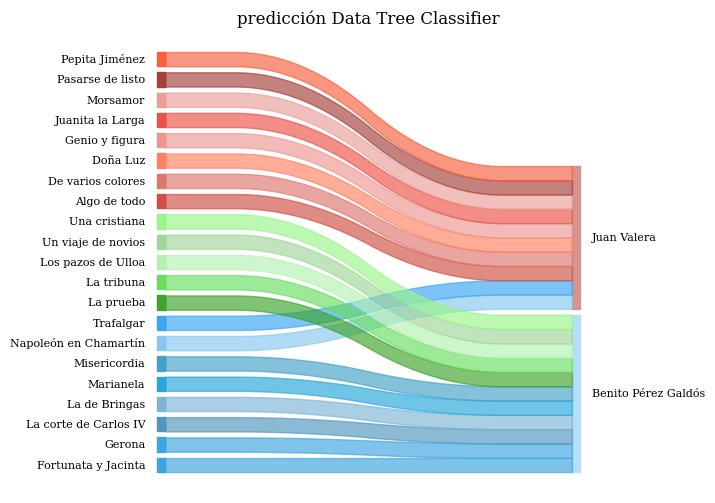 predicción Data Tree Classifier
Pepita Jiménez
Pasarse de listo
Morsamor
Juanita la Larga
Genio y figura
Doña Luz
De varios colores
Algo de todo
Una cristiana
Un viaje de novios
Los pazos de Ulloa
La tribuna
La prueba
Trafalgar
Napoleón en Chamartín
Misericordia
Marianela
La de Bringas
La corte de Carlos IV
Gerona
Fortunata y Jacinta
Juan Valera
Benito Pérez Galdós